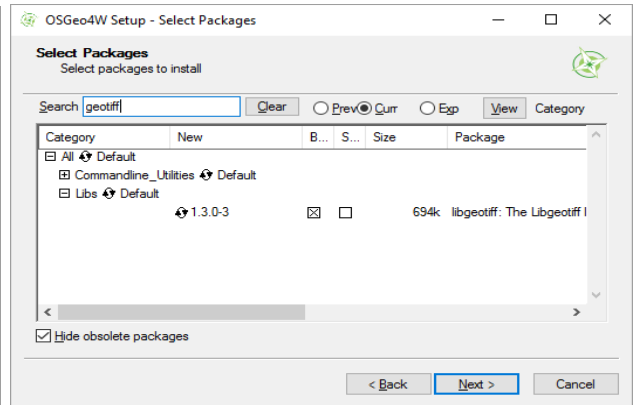 OSGeo4W Setup - Select Packages
Select Packages
Select packages to install
Search geotiff Clear Prev Curr Exp View Category
Category New B... S... Size Package
All Default
Commandline_Utilities Default
Libs Default
1.3.0-3 694k libgeotiff: The Libgeotiff l
Hide obsolete packages
< Back Next > Cancel